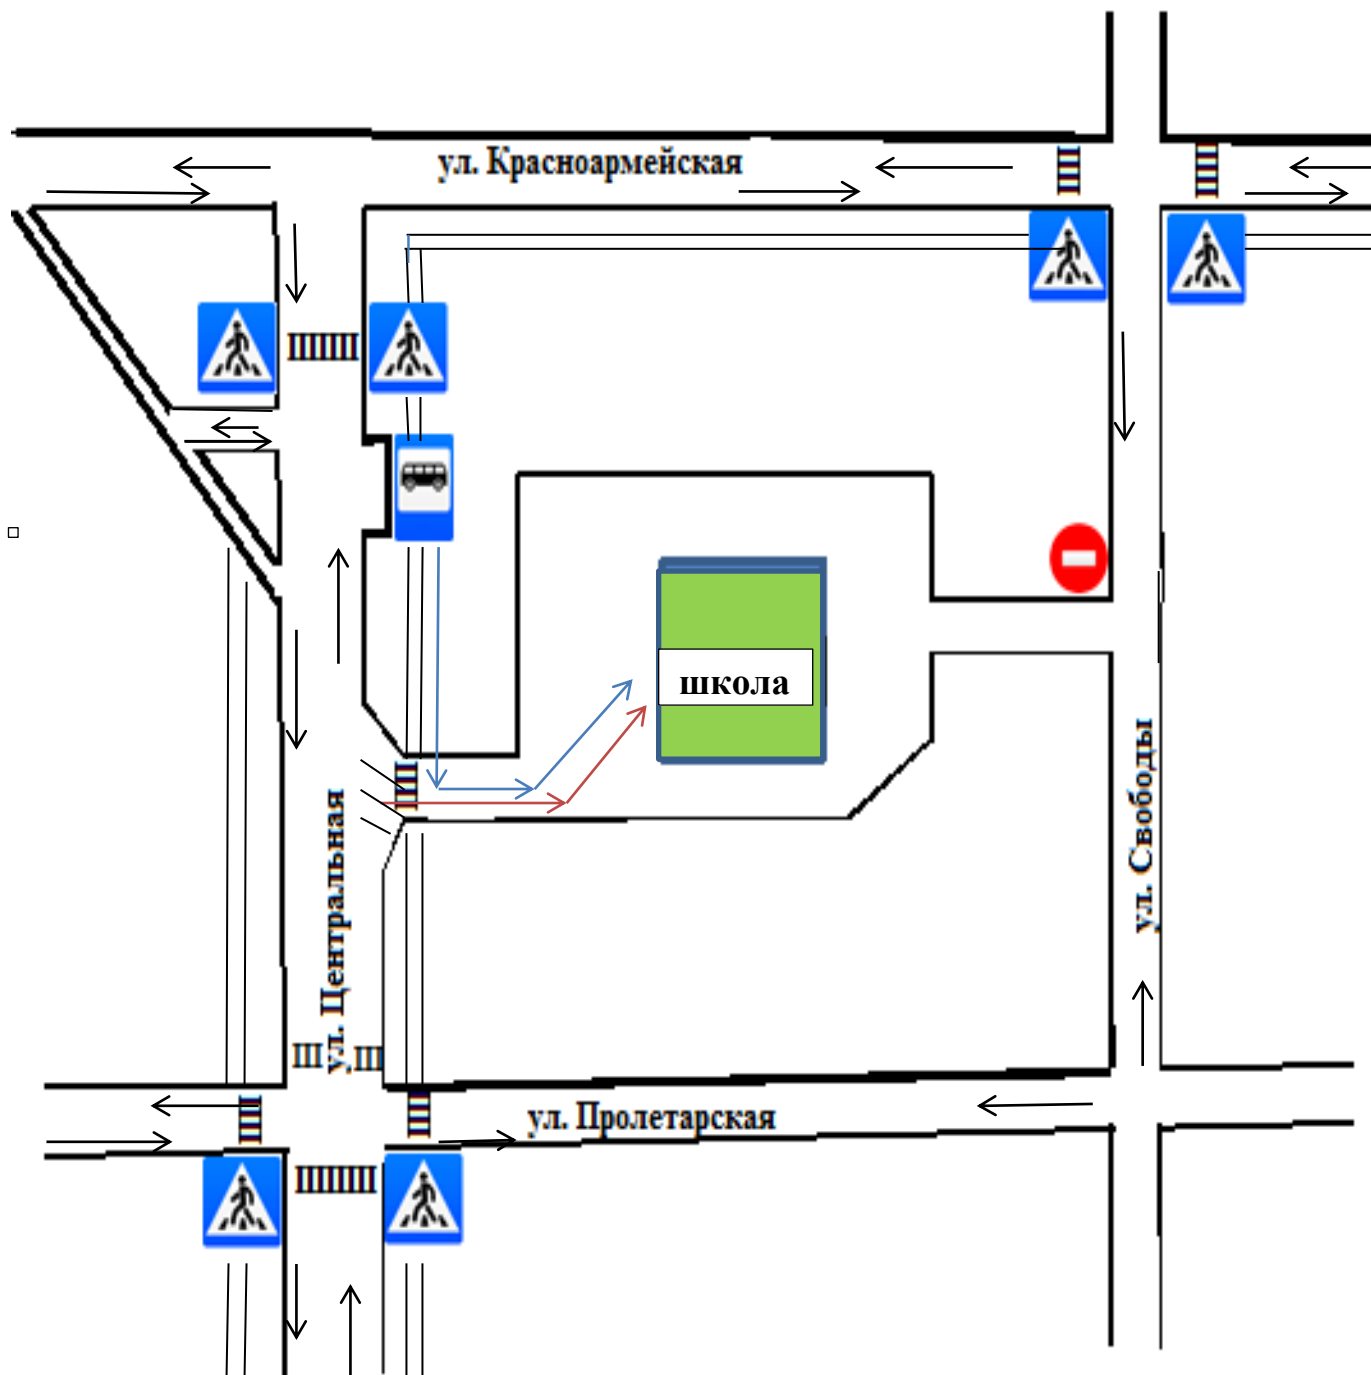 ул. Красноармейская
школа
ул. Свободы
ул. Центральная
ул. Пролетарская